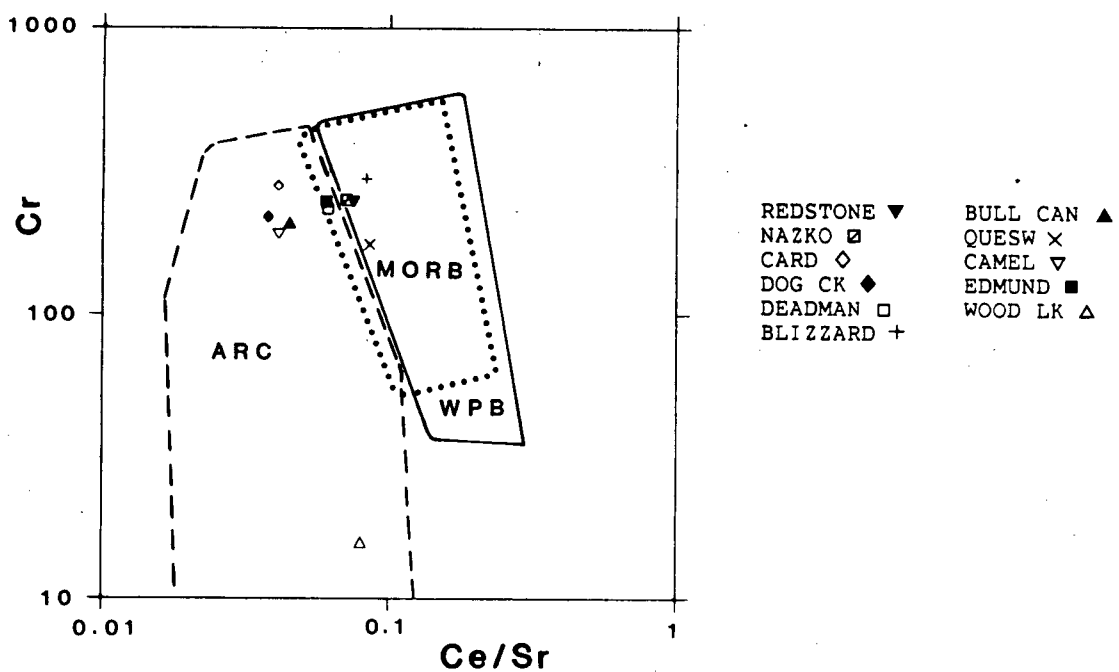 1000
Cr
100
10
0.01
0.1
1
Ce/Sr
ARC
MORB
WPB
REDSTONE
NAZKO
CARD
DOG CK
DEADMAN
BLIZZARD
BULL CAN
QUESW
CAMEL
EDMUND
WOOD LK